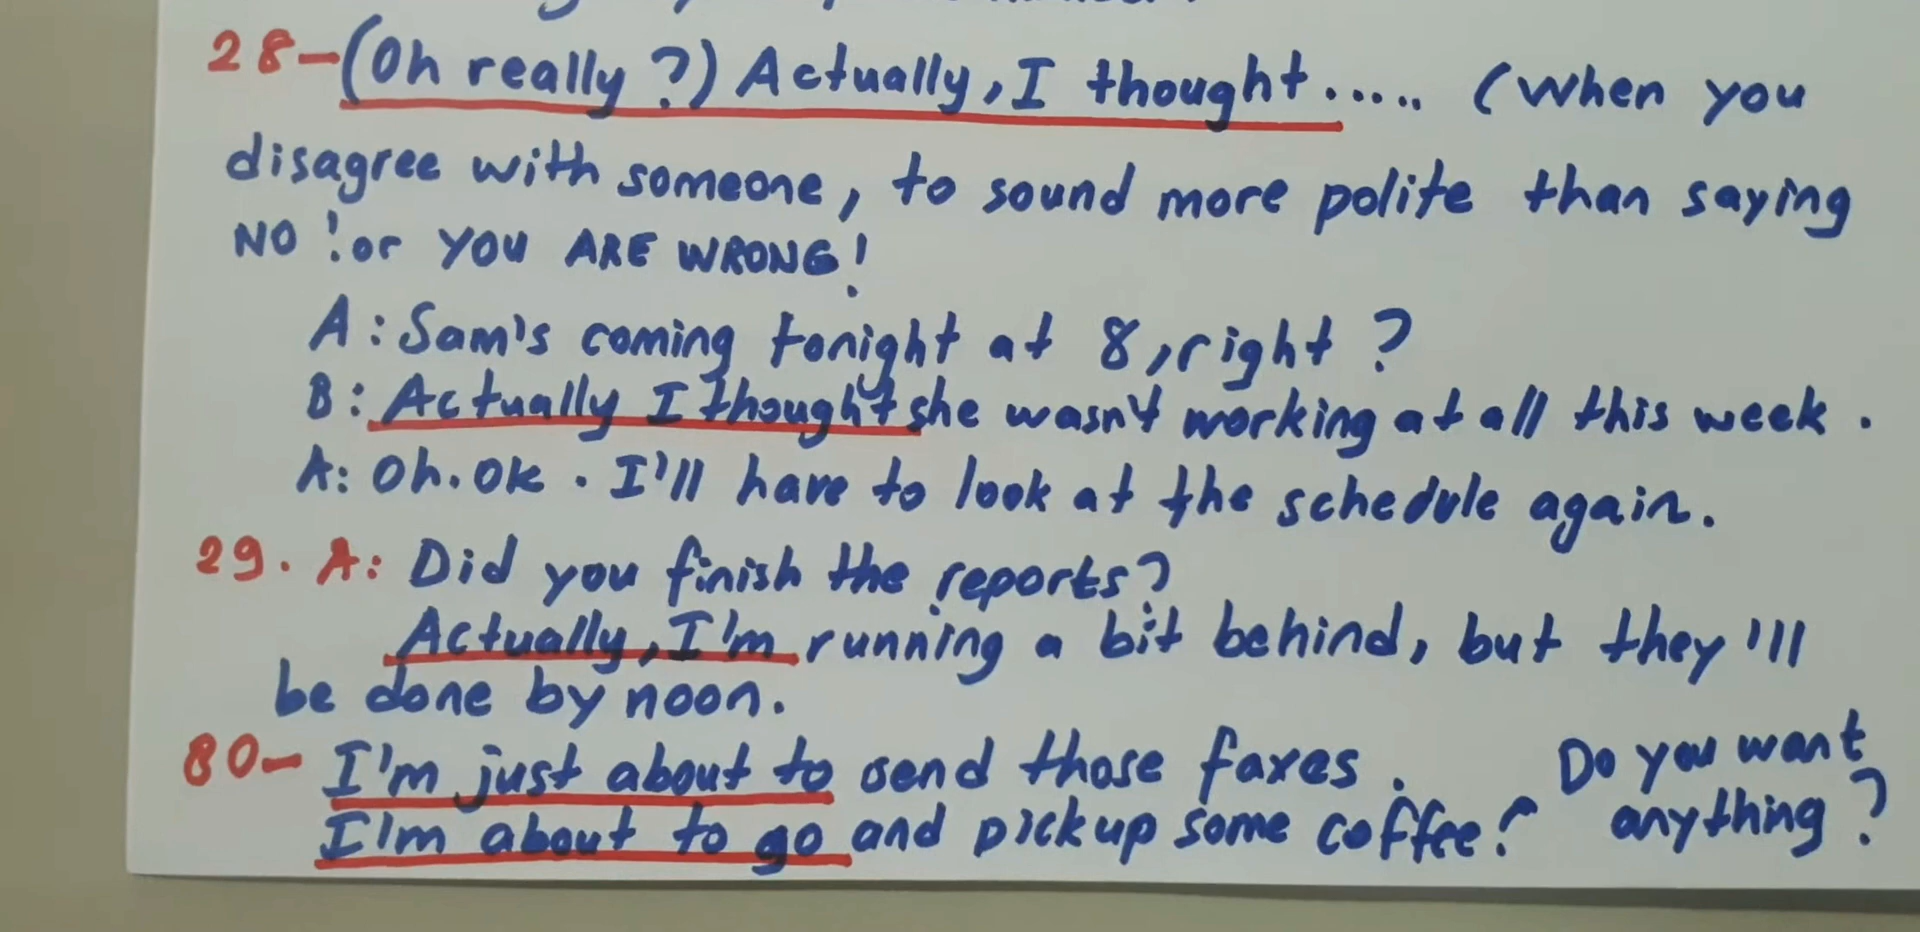 28-(Oh really?) Actually, I thought..... (When you
disagree with someone, to sound more polite than saying
NO! or YOU ARE WRONG!
A: Sam's coming tonight at 8, right?
B: Actually I thought she wasn't working at all this week.
A: Oh. Ok. I'll have to look at the schedule again.
29. A: Did you finish the reports?
Actually, I'm running a bit behind, but they'll
be done by noon.
80- I'm just about to send those faxes.
I'm about to go and pick up some coffee!
Do you want
anything?